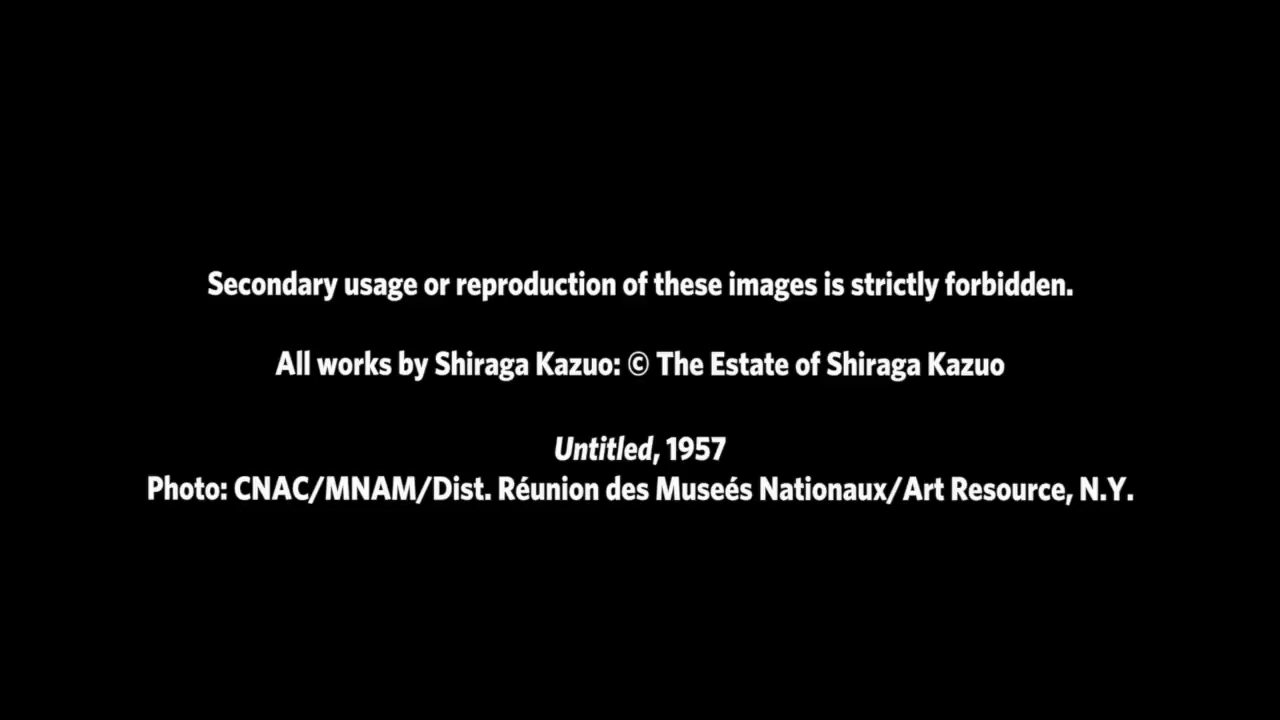 Secondary usage or reproduction of these images is strictly forbidden.
All works by Shiraga Kazuo: © The Estate of Shiraga Kazuo
Untitled, 1957
Photo: CNAC/MNAM/Dist. Réunion des Museés Nationaux/Art Resource, N.Y.